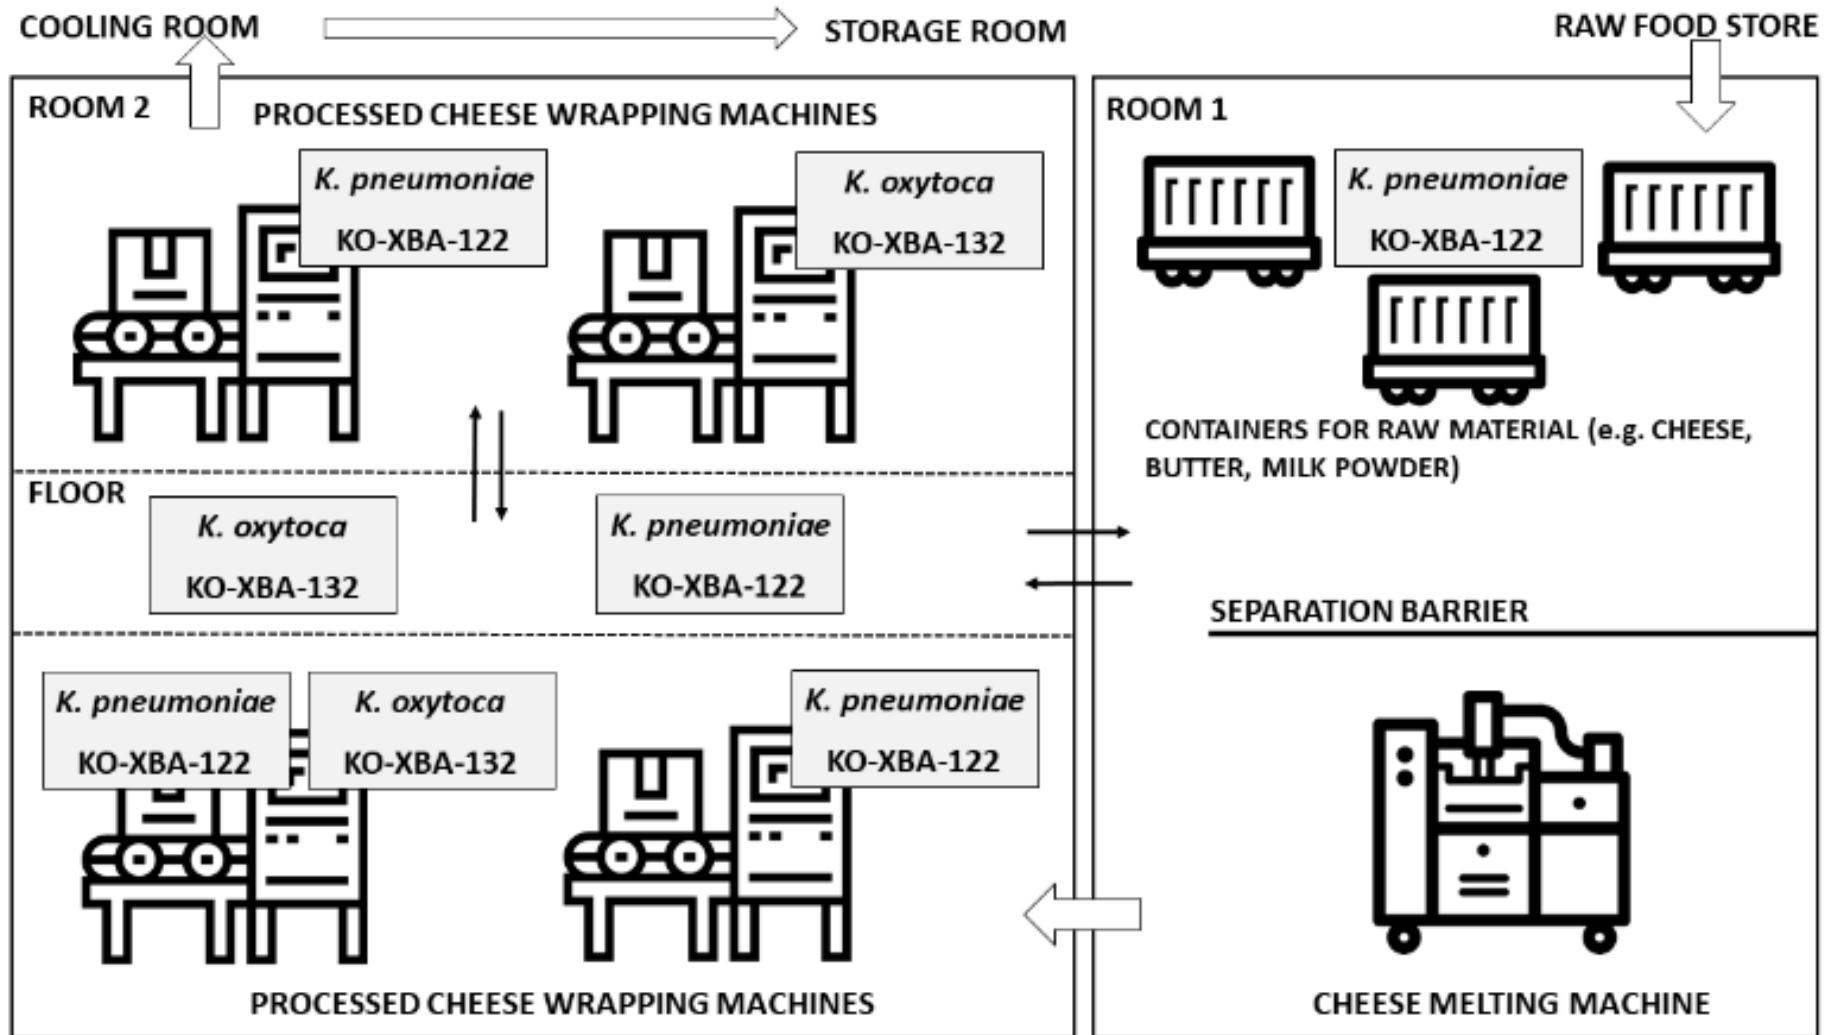 COOLING ROOM
STORAGE ROOM
RAW FOOD STORE
ROOM 2
PROCESSED CHEESE WRAPPING MACHINES
K. pneumoniae
KO-XBA-122
K. oxytoca
KO-XBA-132
FLOOR
K. oxytoca
KO-XBA-132
K. pneumoniae
KO-XBA-122
K. pneumoniae
KO-XBA-122
K. oxytoca
KO-XBA-132
K. pneumoniae
KO-XBA-122
PROCESSED CHEESE WRAPPING MACHINES
ROOM 1
K. pneumoniae
KO-XBA-122
CONTAINERS FOR RAW MATERIAL (e.g. CHEESE,
BUTTER, MILK POWDER)
SEPARATION BARRIER
CHEESE MELTING MACHINE